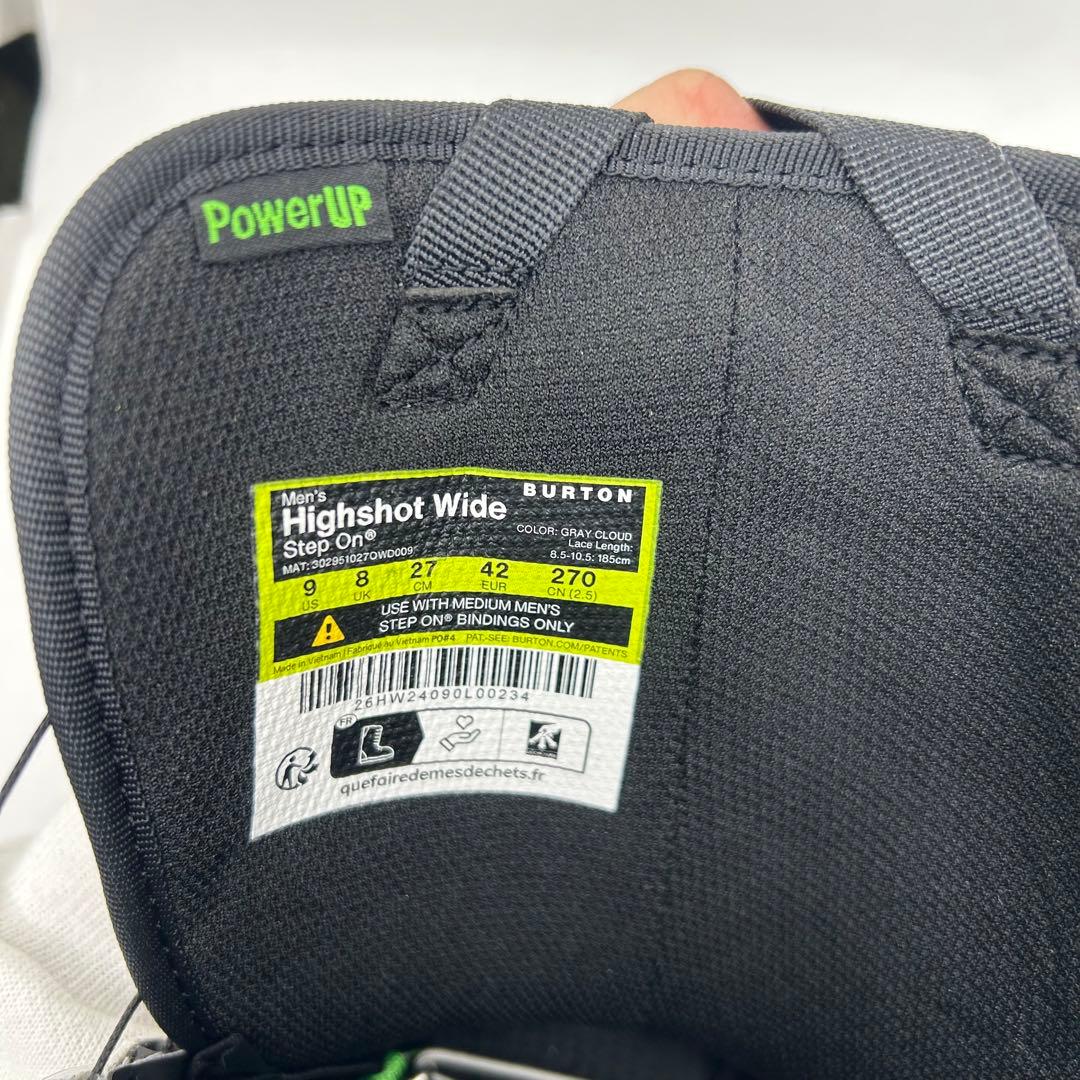 PowerUP
Men's
BURTON
Highshot Wide
Step On®
COLOR: GRAY CLOUD
Lace Length:
8.5-10.5: 185cm
MAT: 302951027OWD009
9 8 27 42 270
US UK CM EUR CN (2.5)
USE WITH MEDIUM MEN'S
STEP ON® BINDINGS ONLY
Made in Vietnam | Fabriqué au Vietnam PO#4 PAT.-SEE: BURTON.COM/PATENTS
26HW24090L00234
FR
quefairedemesdechets.fr